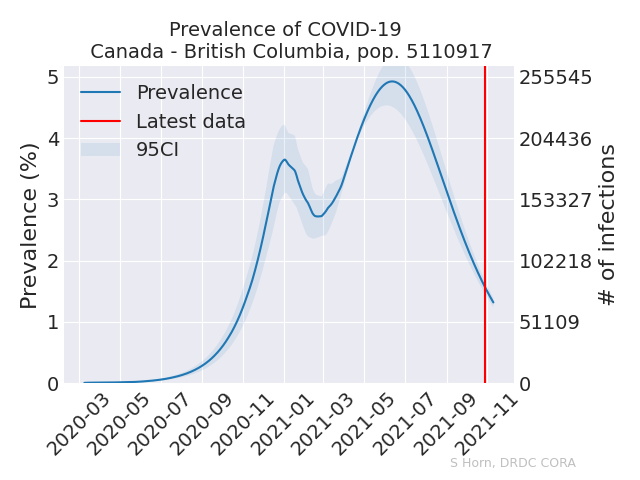 Prevalence of COVID-19
Canada - British Columbia, pop. 5110917
Prevalence
Latest data
95CI
Prevalence (%)
5
4
3
2
1
0
255545
204436
153327
102218
51109
0
# of infections
2020-03
2020-05
2020-07
2020-09
2020-11
2021-01
2021-03
2021-05
2021-07
2021-09
2021-11
S Horn, DRDC CORA